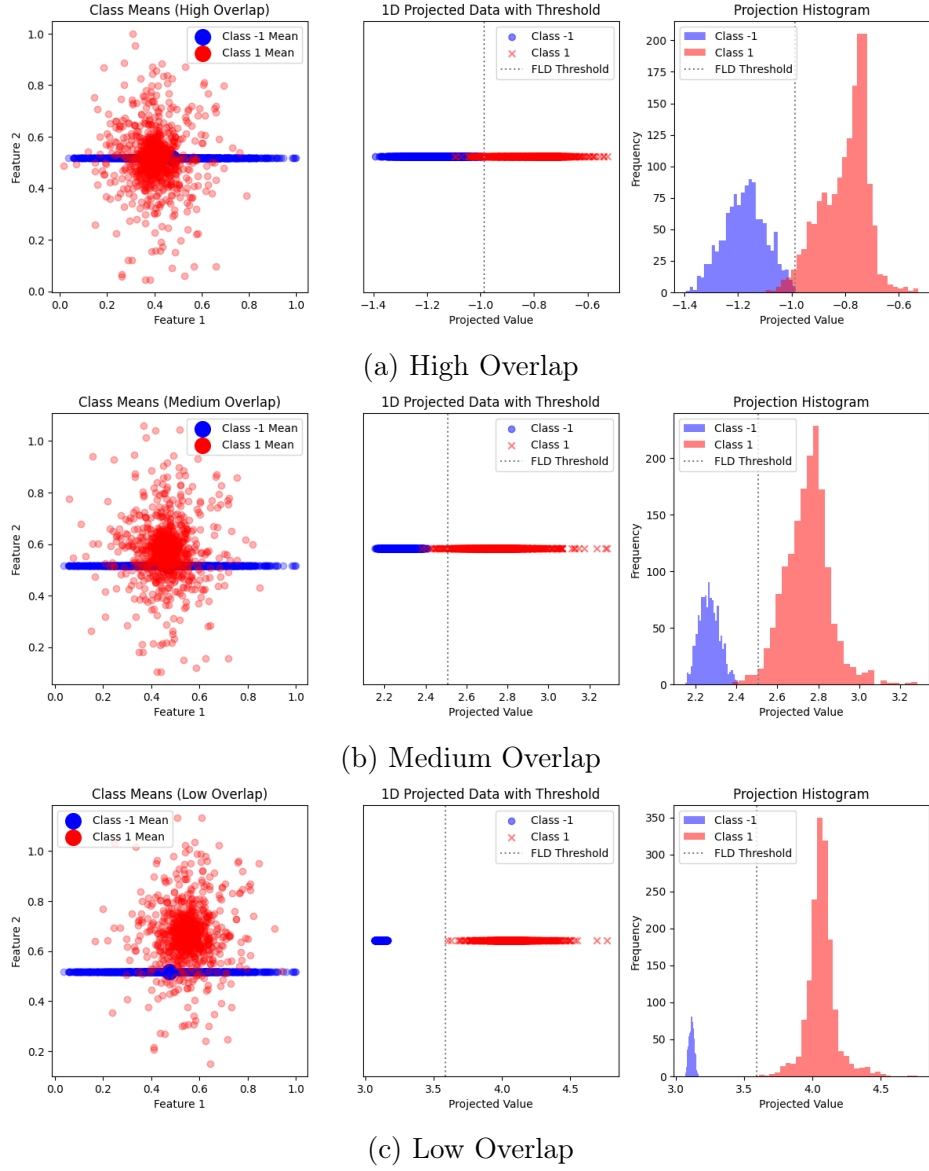 Class Means (High Overlap)
Class -1 Mean
Class 1 Mean
Feature 2
1.0
0.8
0.6
0.4
0.2
0.0
0.0 0.2 0.4 0.6 0.8 1.0
Feature 1
1D Projected Data with Threshold
Class -1
Class 1
FLD Threshold
−1.4 −1.2 −1.0 −0.8 −0.6
Projected Value
Projection Histogram
Class -1
Class 1
FLD Threshold
Frequency
200
175
150
125
100
75
50
25
0
−1.4 −1.2 −1.0 −0.8 −0.6
Projected Value
(a) High Overlap
Class Means (Medium Overlap)
Class -1 Mean
Class 1 Mean
Feature 2
1.0
0.8
0.6
0.4
0.2
0.0 0.2 0.4 0.6 0.8 1.0
Feature 1
1D Projected Data with Threshold
Class -1
Class 1
FLD Threshold
2.2 2.4 2.6 2.8 3.0 3.2
Projected Value
Projection Histogram
Class -1
Class 1
FLD Threshold
Frequency
200
150
100
50
0
2.2 2.4 2.6 2.8 3.0 3.2
Projected Value
(b) Medium Overlap
Class Means (Low Overlap)
Class -1 Mean
Class 1 Mean
Feature 2
1.0
0.8
0.6
0.4
0.2
0.0 0.2 0.4 0.6 0.8 1.0
Feature 1
1D Projected Data with Threshold
Class -1
Class 1
FLD Threshold
3.0 3.5 4.0 4.5
Projected Value
Projection Histogram
Class -1
Class 1
FLD Threshold
Frequency
350
300
250
200
150
100
50
0
3.0 3.5 4.0 4.5
Projected Value
(c) Low Overlap